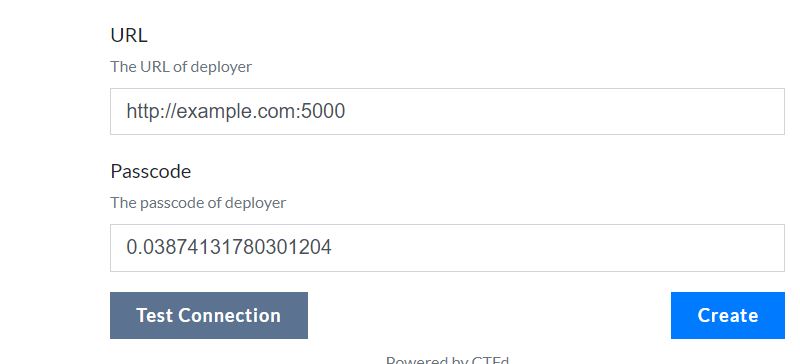 URL
The URL of deployer
http://example.com:5000
Passcode
The passcode of deployer
0.03874131780301204
Test Connection
Create
Powered by CTFd